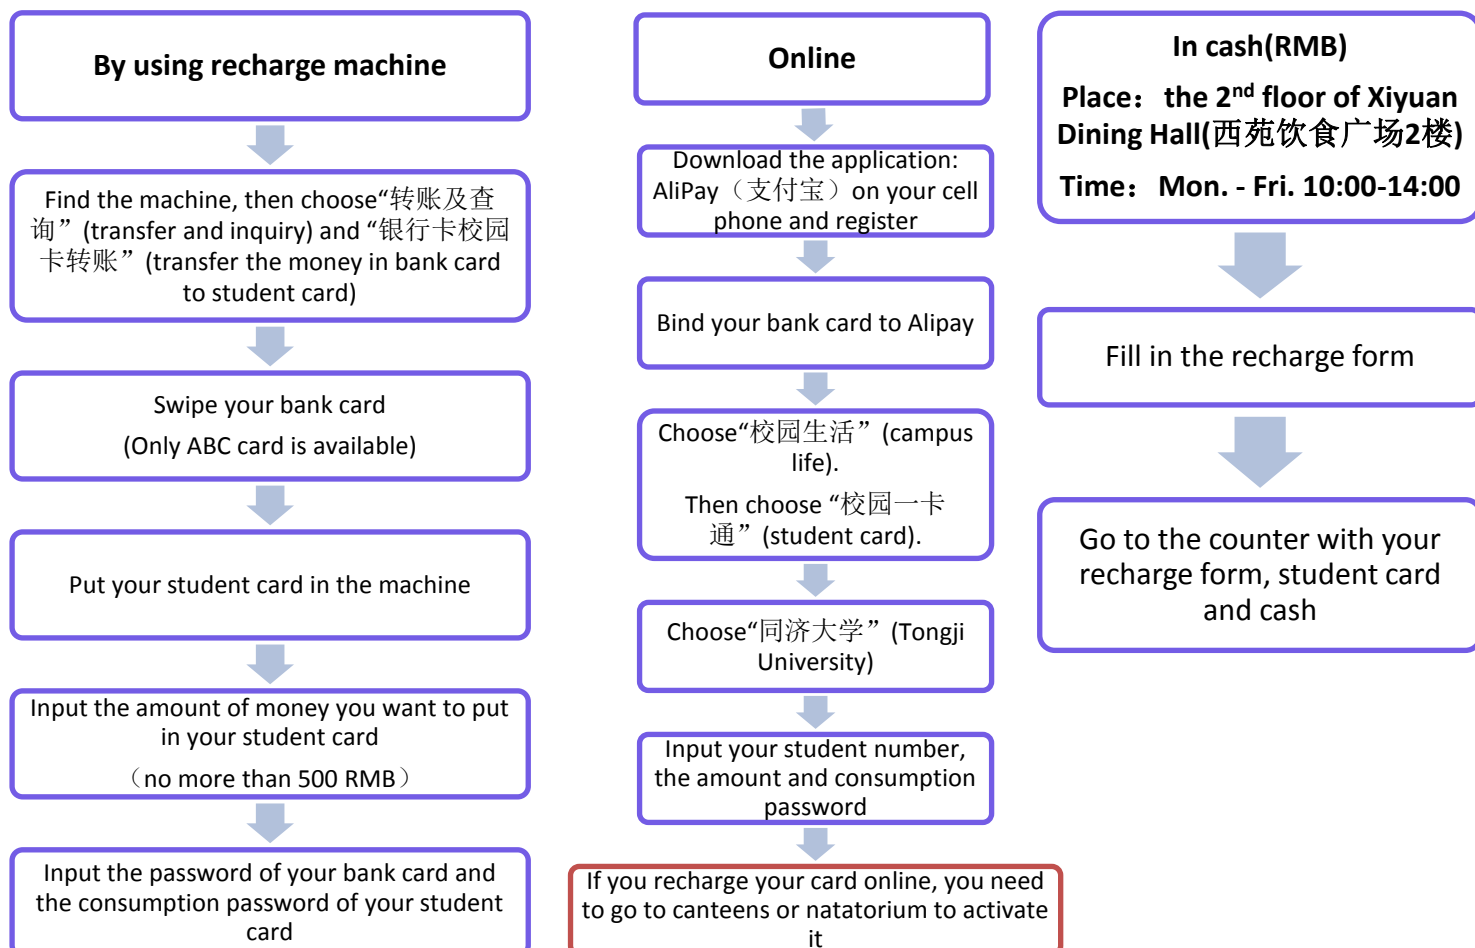 By using recharge machine
Find the machine, then choose“转账及查
询” (transfer and inquiry) and “银行卡校园
卡转账” (transfer the money in bank card
to student card)
Swipe your bank card
(Only ABC card is available)
Put your student card in the machine
Input the amount of money you want to put
in your student card
（no more than 500 RMB）
Input the password of your bank card and
the consumption password of your student
card
Online
Download the application:
AliPay（支付宝）on your cell
phone and register
Bind your bank card to Alipay
Choose“校园生活” (campus
life).
Then choose “校园一卡
通” (student card).
Choose“同济大学” (Tongji
University)
Input your student number,
the amount and consumption
password
If you recharge your card online, you need
to go to canteens or natatorium to activate
it
In cash(RMB)
Place： the 2nd floor of Xiyuan
Dining Hall(西苑饮食广场2楼)
Time： Mon. - Fri. 10:00-14:00
Fill in the recharge form
Go to the counter with your
recharge form, student card
and cash